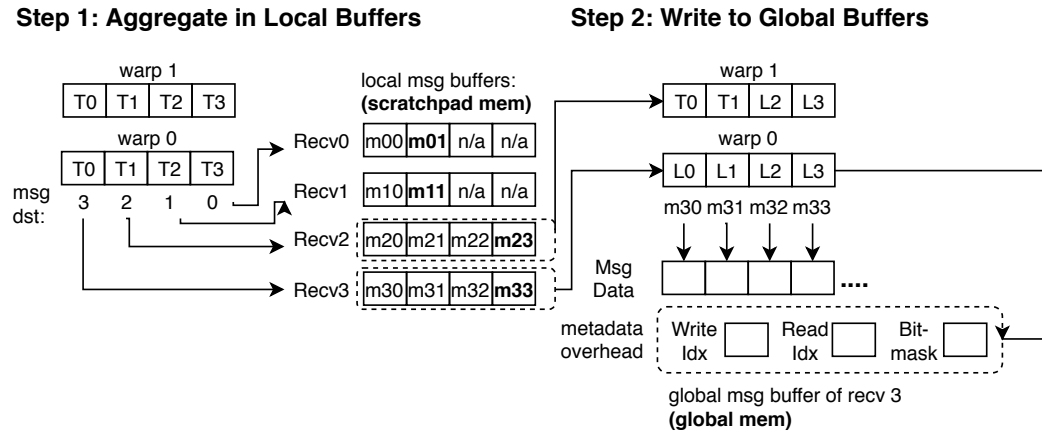 Step 1: Aggregate in Local Buffers
warp 1
T0 T1 T2 T3
warp 0
T0 T1 T2 T3
msg dst: 3 2 1 0
local msg buffers:
(scratchpad mem)
Recv0 m00 m01 n/a n/a
Recv1 m10 m11 n/a n/a
Recv2 m20 m21 m22 m23
Recv3 m30 m31 m32 m33
Step 2: Write to Global Buffers
warp 1
T0 T1 L2 L3
warp 0
L0 L1 L2 L3
m30 m31 m32 m33
Msg
Data
....
metadata
overhead
Write
Idx
Read
Idx
Bit-
mask
global msg buffer of recv 3
(global mem)